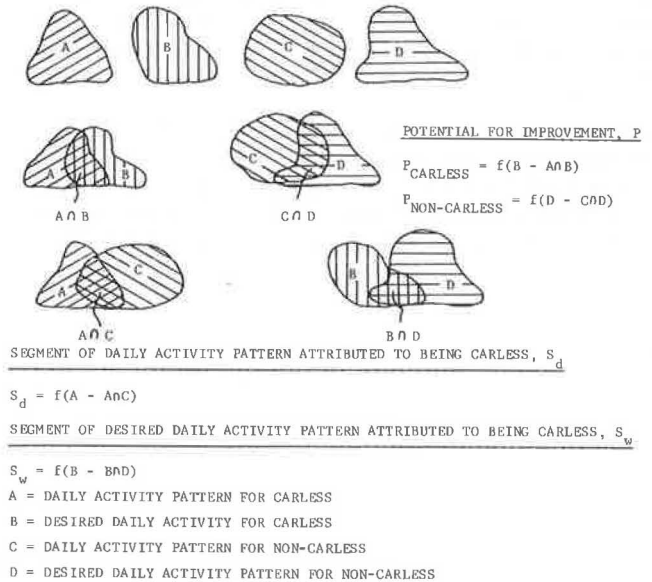 A
B
C
D
A
B
A∩B
C
D
C∩D
POTENTIAL FOR IMPROVEMENT, P
P_CARLESS = f(B - A∩B)
P_NON-CARLESS = f(D - C∩D)
A
C
A∩C
B
D
B∩D
SEGMENT OF DAILY ACTIVITY PATTERN ATTRIBUTED TO BEING CARLESS, S_d
S_d = f(A - A∩C)
SEGMENT OF DESIRED DAILY ACTIVITY PATTERN ATTRIBUTED TO BEING CARLESS, S_w
S_w = f(B - B∩D)
A = DAILY ACTIVITY PATTERN FOR CARLESS
B = DESIRED DAILY ACTIVITY FOR CARLESS
C = DAILY ACTIVITY PATTERN FOR NON-CARLESS
D = DESIRED DAILY ACTIVITY PATTERN FOR NON-CARLESS